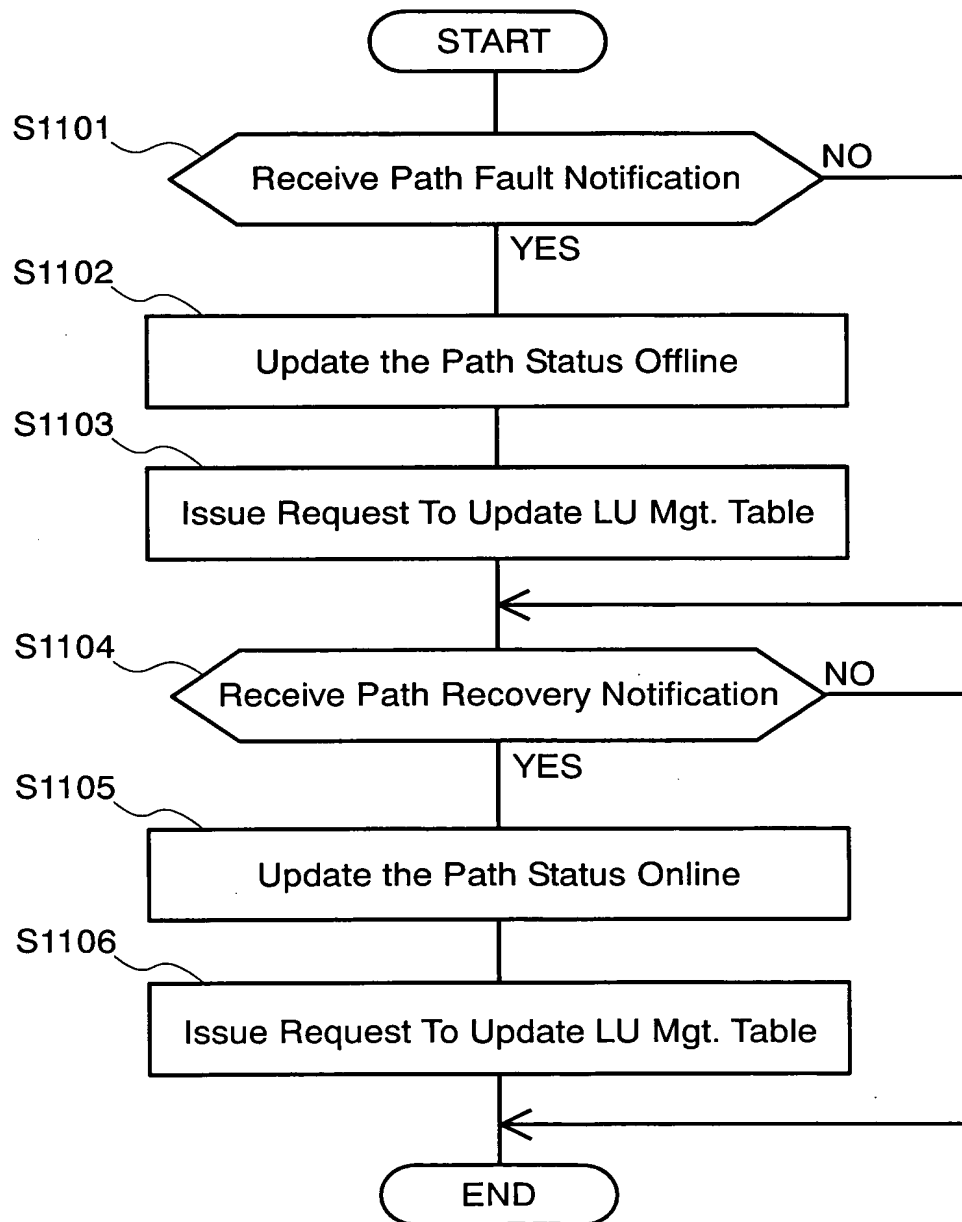 START
S1101
Receive Path Fault Notification
NO
YES
S1102
Update the Path Status Offline
S1103
Issue Request To Update LU Mgt. Table
S1104
Receive Path Recovery Notification
NO
YES
S1105
Update the Path Status Online
S1106
Issue Request To Update LU Mgt. Table
END